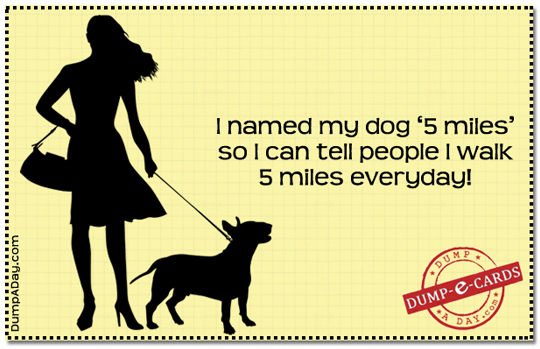 I named my dog ‘5 miles’
so I can tell people I walk
5 miles everyday!
DumpADay.com
DUMP
DUMP-e-CARDS
A DAY.com